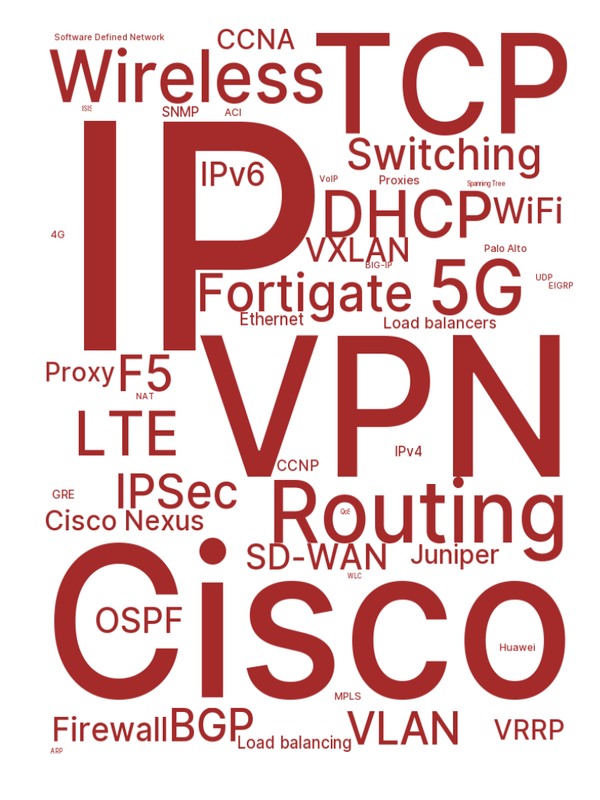 Software Defined Network
CCNA
Wireless
TCP
ISIS
SNMP
ACI
IP
Switching
IPv6
VoIP
Proxies
Spanning Tree
DHCP
WiFi
4G
VXLAN
Palo Alto
BIG-IP
Fortigate
5G
UDP
EIGRP
Ethernet
Load balancers
VPN
Proxy
F5
NAT
LTE
IPv4
CCNP
IPSec
GRE
Routing
QoS
Cisco Nexus
SD-WAN
Juniper
WLC
Cisco
OSPF
Huawei
MPLS
Firewall
BGP
VLAN
VRRP
Load balancing
ARP